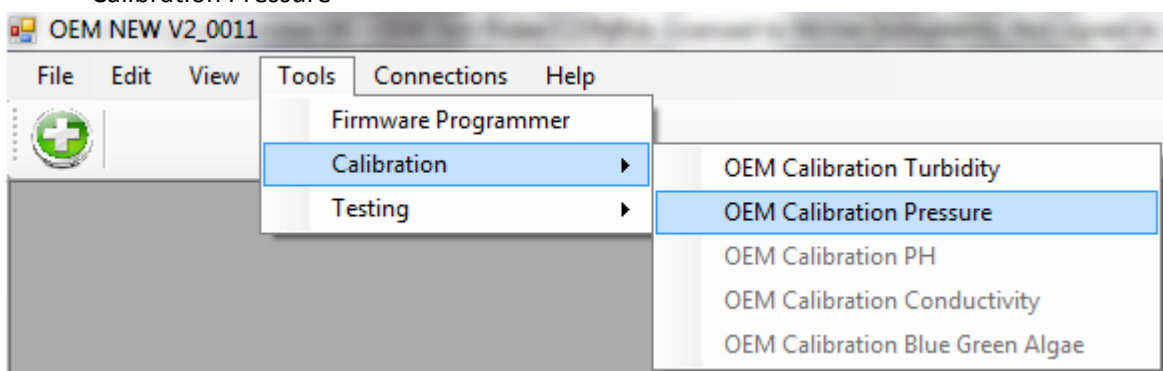 Calibration Pressure
OEM NEW V2_0011
File Edit View Tools Connections Help
Firmware Programmer
Calibration
OEM Calibration Turbidity
Testing
OEM Calibration Pressure
OEM Calibration PH
OEM Calibration Conductivity
OEM Calibration Blue Green Algae